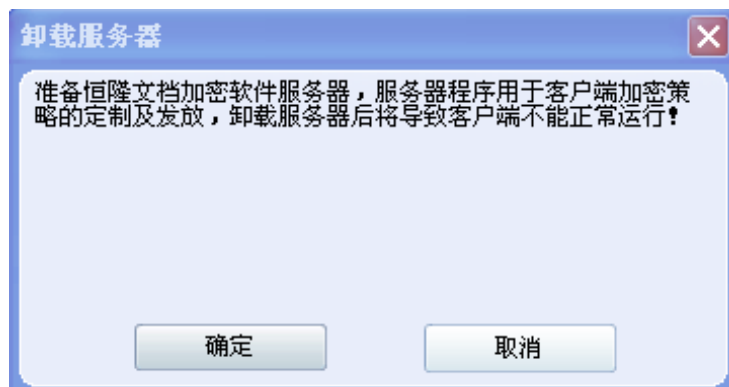 卸载服务器
准备恒隆文档加密软件服务器，服务器程序用于客户端加密策
略的定制及发放，卸载服务器后将导致客户端不能正常运行！
确定
取消